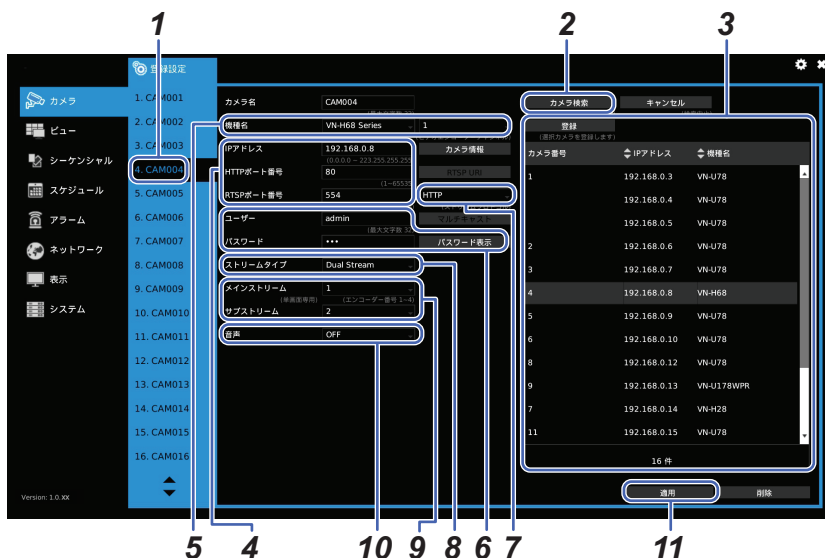 1 2 3
登録設定
カメラ
ビュー
シーケンシャル
スケジュール
アラーム
ネットワーク
表示
システム
Version: 1.0.XX
1. CAM001
2. CAM002
3. CAM003
4. CAM004
5. CAM005
6. CAM006
7. CAM007
8. CAM008
9. CAM009
10. CAM010
11. CAM011
12. CAM012
13. CAM013
14. CAM014
15. CAM015
16. CAM016
カメラ名 CAM004
機種名 VN-H68 Series 1
IPアドレス 192.168.0.8 カメラ情報
(0.0.0.0 ~ 223.255.255.255
HTTPポート番号 80 RTSP URI
(1~65535
RTSPポート番号 554 HTTP
ユーザー admin マルチキャスト
(最大文字数 32
パスワード ••• パスワード表示
ストリームタイプ Dual Stream
メインストリーム 1
(単画面専用) (エンコーダー番号 1~4)
サブストリーム 2
音声 OFF
カメラ検索 キャンセル
登録
(選択カメラを登録します)
カメラ番号 IPアドレス 機種名
1 192.168.0.3 VN-U78
192.168.0.4 VN-U78
192.168.0.5 VN-U78
2 192.168.0.6 VN-U78
3 192.168.0.7 VN-U78
4 192.168.0.8 VN-H68
5 192.168.0.9 VN-U78
6 192.168.0.10 VN-U78
8 192.168.0.12 VN-U78
9 192.168.0.13 VN-U178WPR
7 192.168.0.14 VN-H28
11 192.168.0.15 VN-U78
16 件
適用 削除
5 4 10 9 8 6 7 11